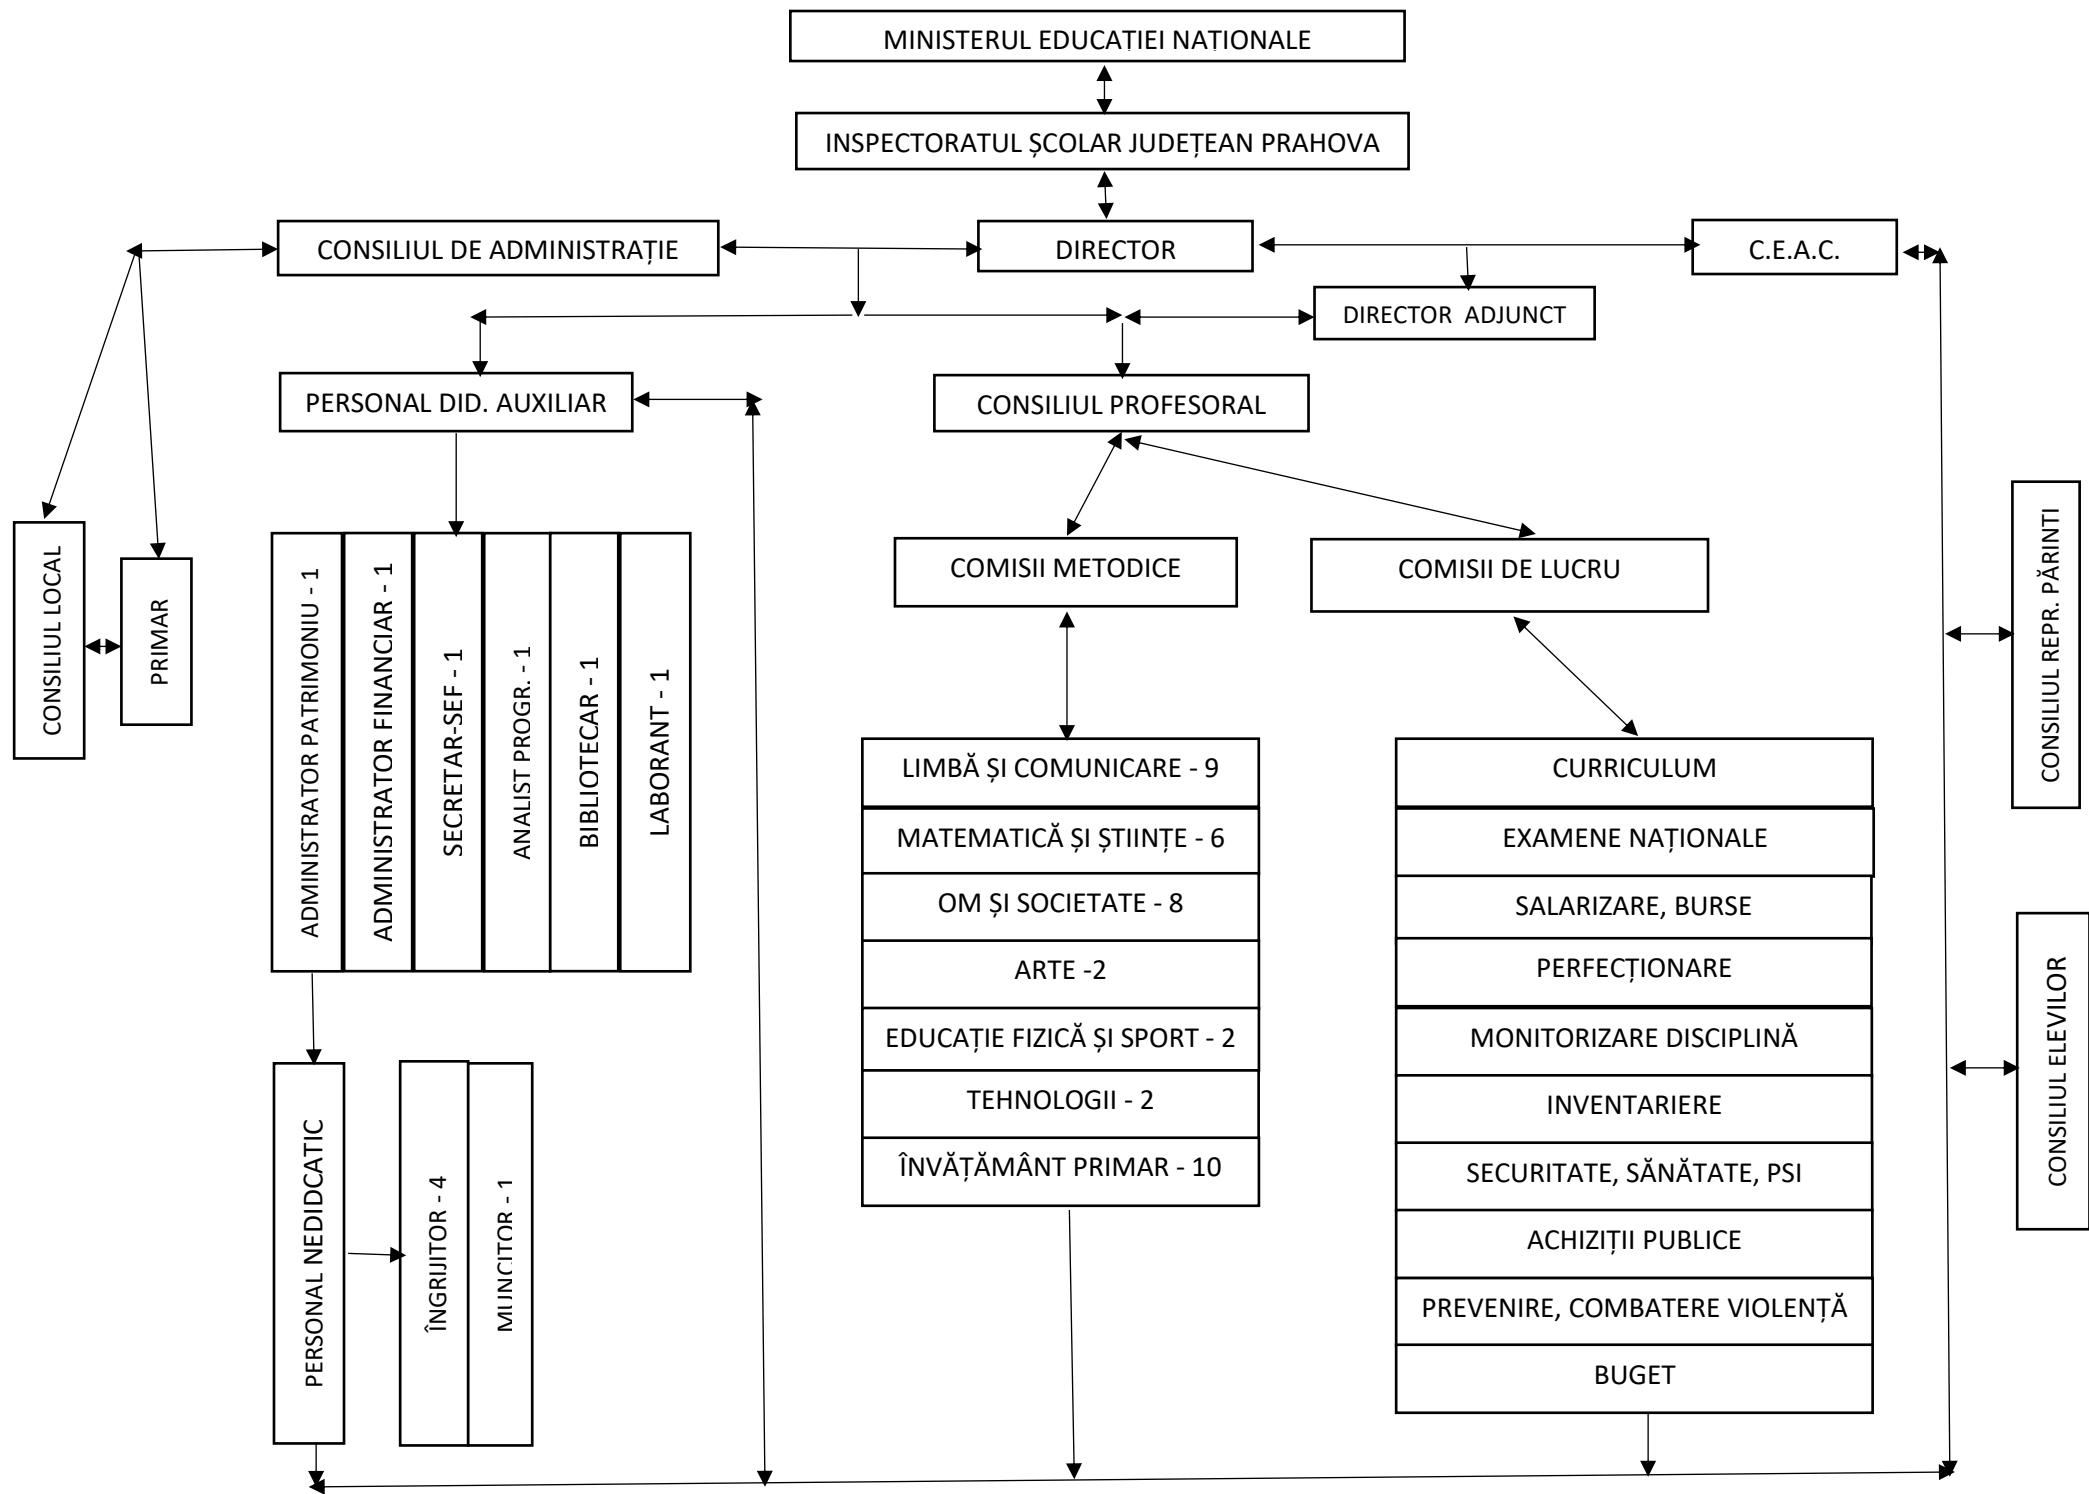 MINISTERUL EDUCAȚIEI NAȚIONALE
INSPECTORATUL ȘCOLAR JUDEȚEAN PRAHOVA
CONSILIUL DE ADMINISTRAȚIE
DIRECTOR
C.E.A.C.
DIRECTOR ADJUNCT
PERSONAL DID. AUXILIAR
CONSILIUL PROFESORAL
CONSILIUL LOCAL
PRIMAR
ADMINISTRATOR PATRIMONIU - 1
ADMINISTRATOR FINANCIAR - 1
SECRETAR-SEF - 1
ANALIST PROGR. - 1
BIBLIOTECAR - 1
LABORANT - 1
COMISII METODICE
COMISII DE LUCRU
CONSILIUL REPR. PĂRINTI
LIMBĂ ȘI COMUNICARE - 9
MATEMATICĂ ȘI ȘTIINȚE - 6
OM ȘI SOCIETATE - 8
ARTE -2
EDUCAȚIE FIZICĂ ȘI SPORT - 2
TEHNOLOGII - 2
ÎNVĂȚĂMÂNT PRIMAR - 10
CURRICULUM
EXAMENE NAȚIONALE
SALARIZARE, BURSE
PERFECȚIONARE
MONITORIZARE DISCIPLINĂ
INVENTARIERE
SECURITATE, SĂNĂTATE, PSI
ACHIZIȚII PUBLICE
PREVENIRE, COMBATERE VIOLENȚĂ
BUGET
CONSILIUL ELEVILOR
PERSONAL NEDIDCATIC
ÎNGRIJITOR - 4
MUNCITOR - 1